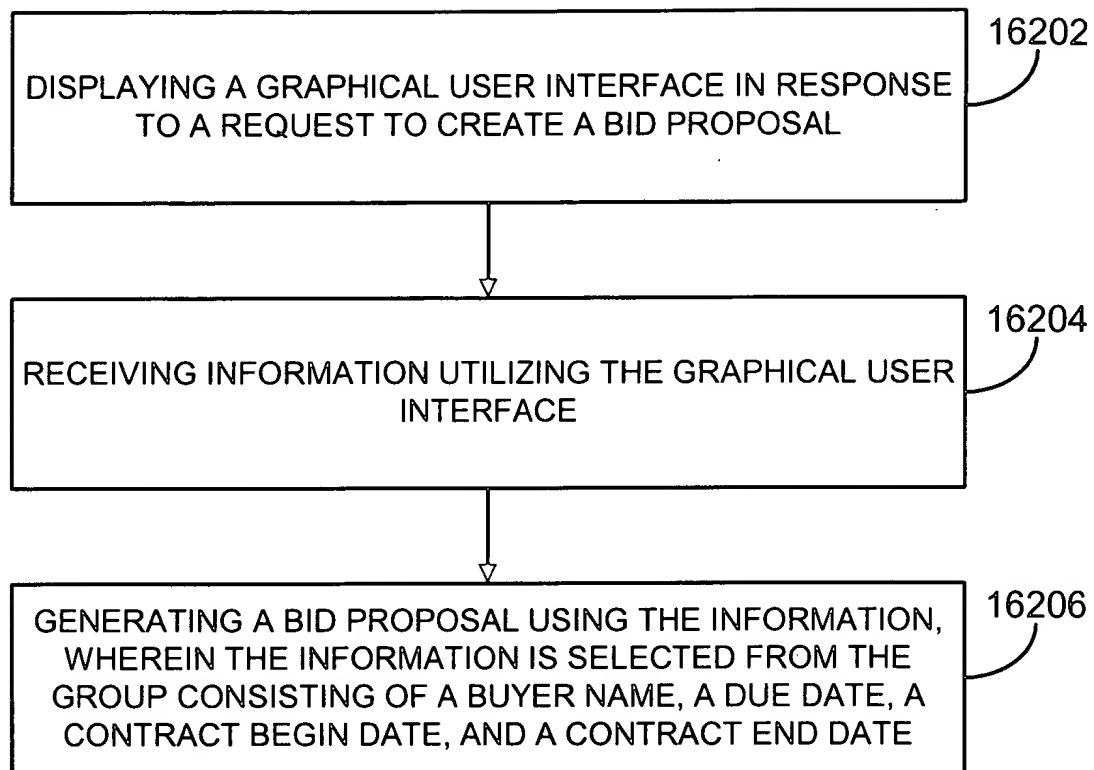 16202
DISPLAYING A GRAPHICAL USER INTERFACE IN RESPONSE
TO A REQUEST TO CREATE A BID PROPOSAL
16204
RECEIVING INFORMATION UTILIZING THE GRAPHICAL USER
INTERFACE
16206
GENERATING A BID PROPOSAL USING THE INFORMATION,
WHEREIN THE INFORMATION IS SELECTED FROM THE
GROUP CONSISTING OF A BUYER NAME, A DUE DATE, A
CONTRACT BEGIN DATE, AND A CONTRACT END DATE